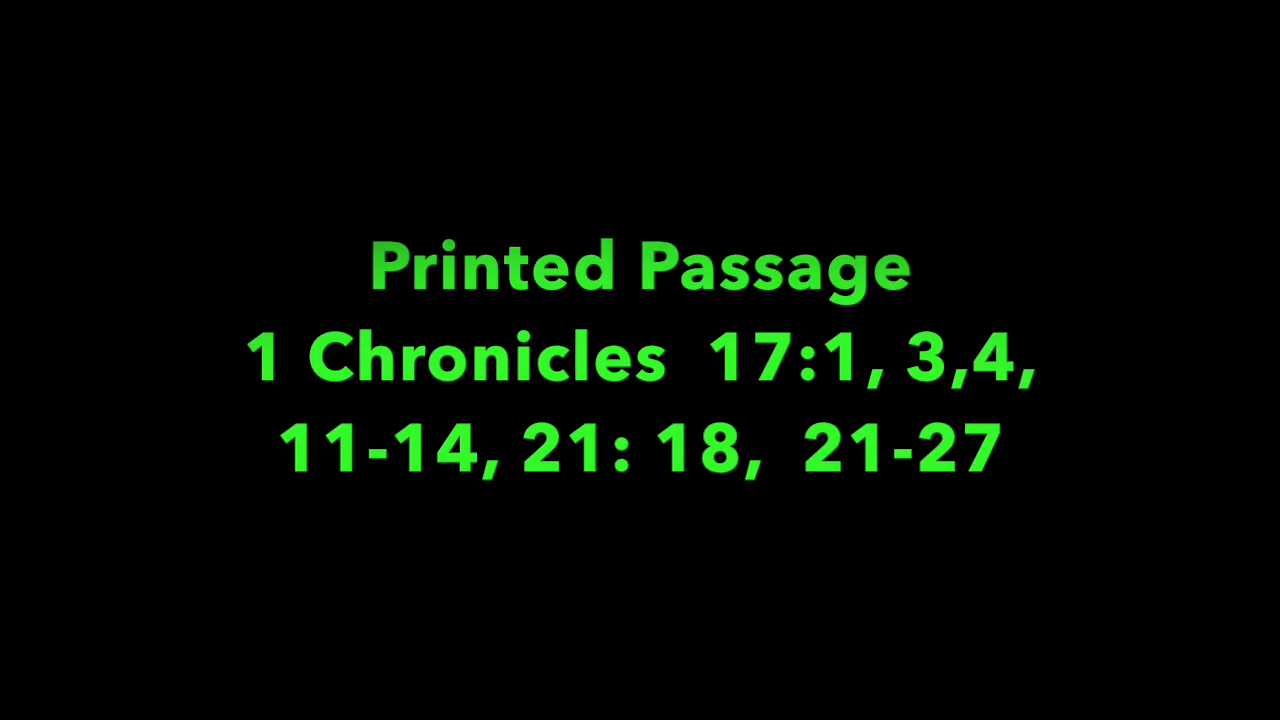 Printed Passage
1 Chronicles  17:1, 3,4,
11-14, 21: 18,  21-27